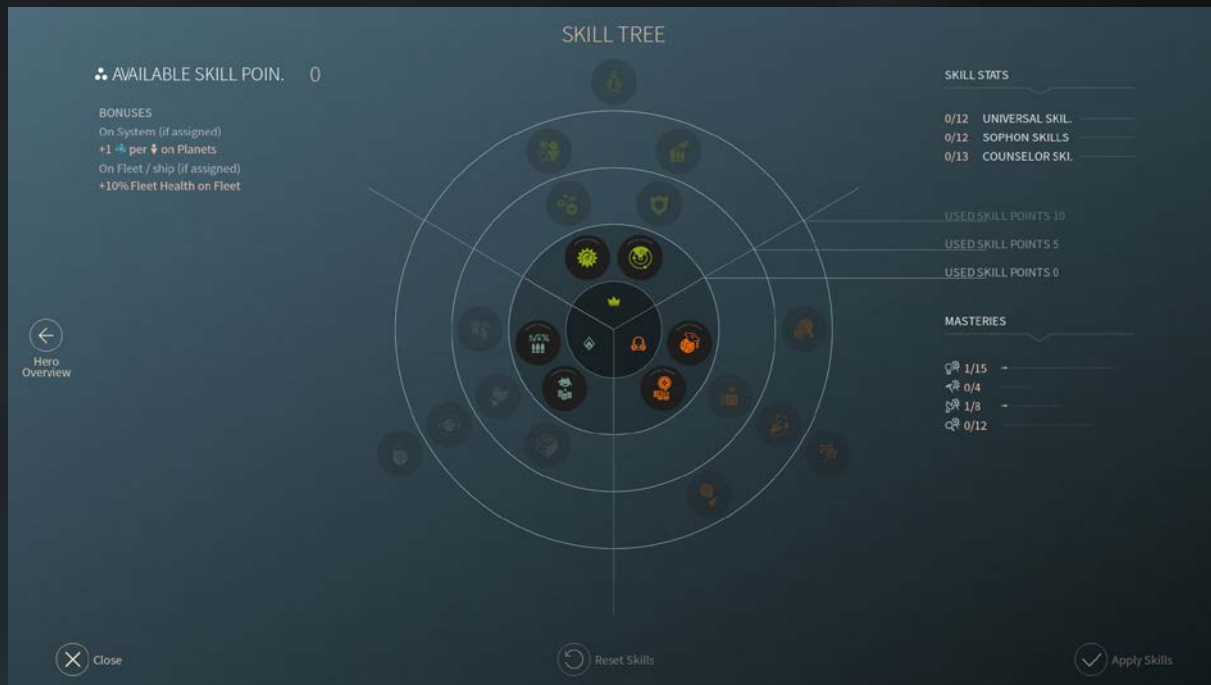 SKILL TREE
AVAILABLE SKILL POIN. 0
BONUSES
On System (if assigned)
+1 per on Planets
On Fleet / ship (if assigned)
+10% Fleet Health on Fleet
SKILL STATS
0/12 UNIVERSAL SKIL.
0/12 SOPHON SKILLS
0/13 COUNSELOR SKI.
USED SKILL POINTS 10
USED SKILL POINTS 5
USED SKILL POINTS 0
MASTERIES
1/15
0/4
1/8
0/12
Hero
Overview
Close
Reset Skills
Apply Skills